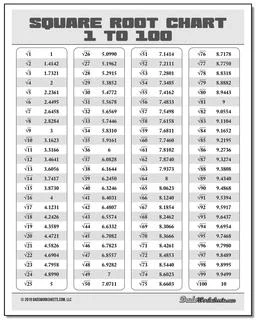 SQUARE ROOT CHART
1 TO 100
√1 1 √26 5.0990 √51 7.1414 √76 8.7178
√2 1.4142 √27 5.1962 √52 7.2111 √77 8.7750
√3 1.7321 √28 5.2915 √53 7.2801 √78 8.8318
√4 2 √29 5.3852 √54 7.3485 √79 8.8882
√5 2.2361 √30 5.4772 √55 7.4162 √80 8.9443
√6 2.4495 √31 5.5678 √56 7.4833 √81 9
√7 2.6458 √32 5.6569 √57 7.5498 √82 9.0554
√8 2.8284 √33 5.7446 √58 7.6158 √83 9.1104
√9 3 √34 5.8310 √59 7.6811 √84 9.1652
√10 3.1623 √35 5.9161 √60 7.7460 √85 9.2195
√11 3.3166 √36 6 √61 7.8102 √86 9.2736
√12 3.4641 √37 6.0828 √62 7.8740 √87 9.3274
√13 3.6056 √38 6.1644 √63 7.9373 √88 9.3808
√14 3.7417 √39 6.2450 √64 8 √89 9.4340
√15 3.8730 √40 6.3246 √65 8.0623 √90 9.4868
√16 4 √41 6.4031 √66 8.1240 √91 9.5394
√17 4.1231 √42 6.4807 √67 8.1854 √92 9.5917
√18 4.2426 √43 6.5574 √68 8.2462 √93 9.6437
√19 4.3589 √44 6.6332 √69 8.3066 √94 9.6954
√20 4.4721 √45 6.7082 √70 8.3666 √95 9.7468
√21 4.5826 √46 6.7823 √71 8.4261 √96 9.7980
√22 4.6904 √47 6.8557 √72 8.4853 √97 9.8489
√23 4.7958 √48 6.9282 √73 8.5440 √98 9.8995
√24 4.8990 √49 7 √74 8.6023 √99 9.9499
√25 5 √50 7.0711 √75 8.6603 √100 10
© 2019 DADSWORKSHEETS.COM, LLC
DadsWorksheets.com